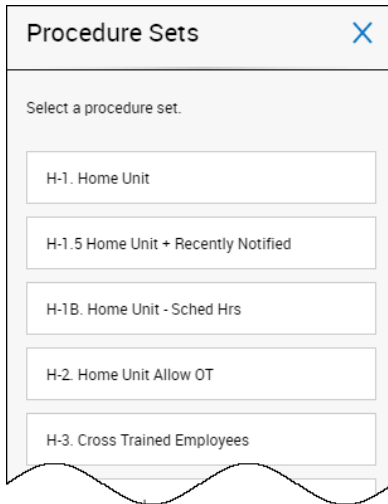 Procedure Sets
Select a procedure set.
H-1. Home Unit
H-1.5 Home Unit + Recently Notified
H-1B. Home Unit - Sched Hrs
H-2. Home Unit Allow OT
H-3. Cross Trained Employees